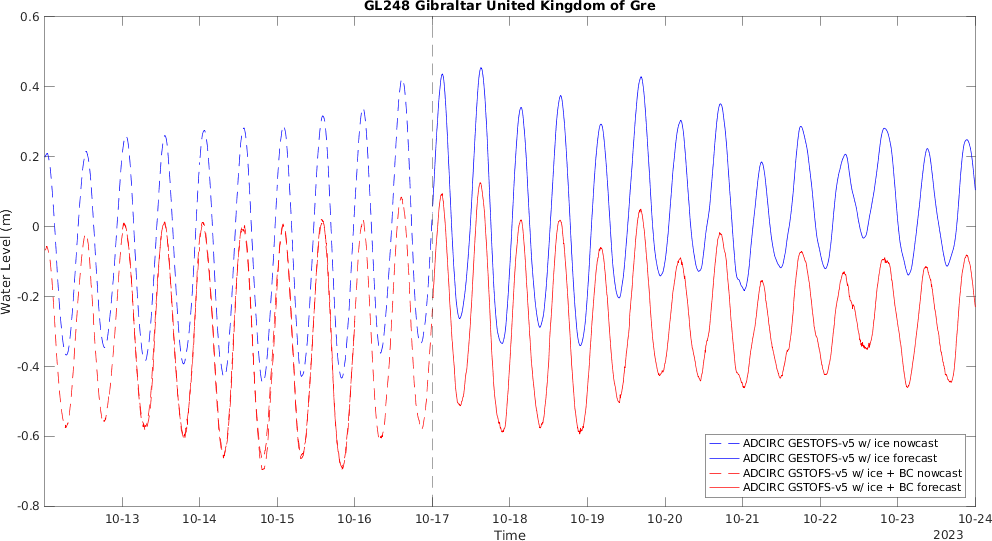 GL248 Gibraltar United Kingdom of Gre
0.6
0.4
0.2
0
-0.2
-0.4
-0.6
-0.8
Water Level (m)
ADCIRC GESTOFS-v5 w/ ice nowcast
ADCIRC GESTOFS-v5 w/ ice forecast
ADCIRC GSTOFS-v5 w/ ice + BC nowcast
ADCIRC GSTOFS-v5 w/ ice + BC forecast
10-13 10-14 10-15 10-16 10-17 10-18 10-19 10-20 10-21 10-22 10-23 10-24
Time
2023